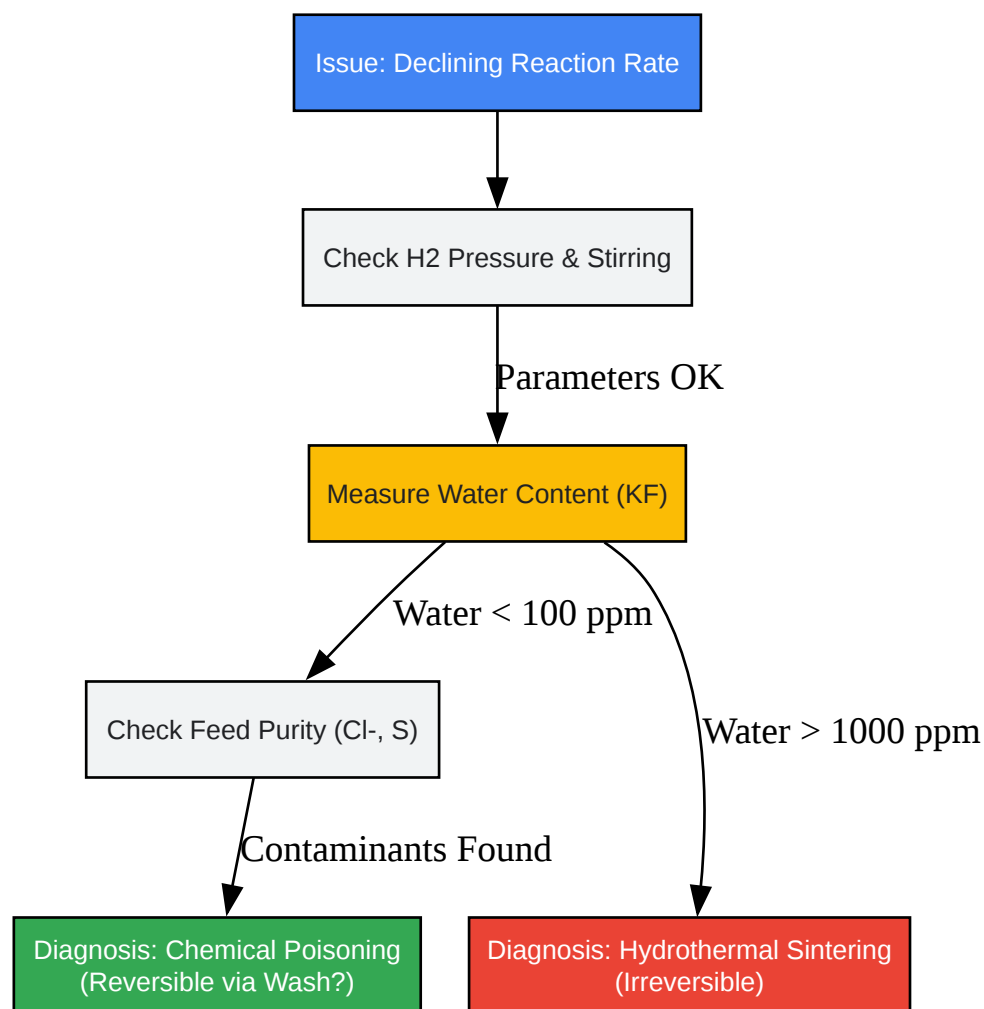 Issue: Declining Reaction Rate
Check H2 Pressure & Stirring
Parameters OK
Measure Water Content (KF)
Water < 100 ppm
Check Feed Purity (Cl-, S)
Water > 1000 ppm
Contaminants Found
Diagnosis: Chemical Poisoning
(Reversible via Wash?)
Diagnosis: Hydrothermal Sintering
(Irreversible)